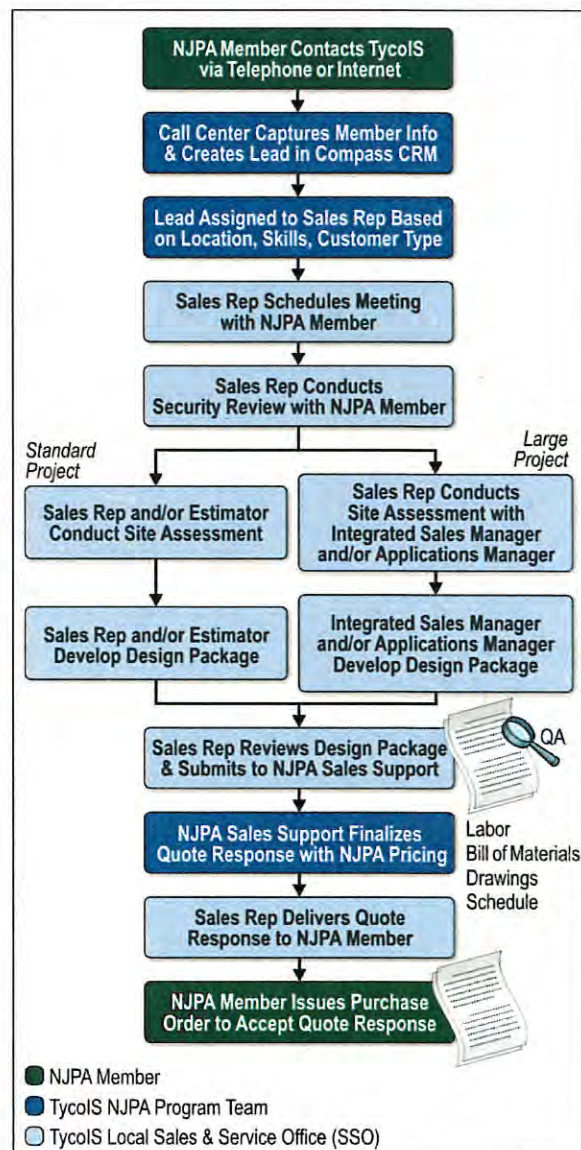 NJPA Member Contacts TycoIS
via Telephone or Internet
Call Center Captures Member Info
& Creates Lead in Compass CRM
Lead Assigned to Sales Rep Based
on Location, Skills, Customer Type
Sales Rep Schedules Meeting
with NJPA Member
Sales Rep Conducts
Security Review with NJPA Member
Standard
Project
Large
Project
Sales Rep and/or Estimator
Conduct Site Assessment
Sales Rep Conducts
Site Assessment with
Integrated Sales Manager
and/or Applications Manager
Sales Rep and/or Estimator
Develop Design Package
Integrated Sales Manager
and/or Applications Manager
Develop Design Package
Sales Rep Reviews Design Package
& Submits to NJPA Sales Support
QA
Labor
Bill of Materials
Drawings
Schedule
NJPA Sales Support Finalizes
Quote Response with NJPA Pricing
Sales Rep Delivers Quote
Response to NJPA Member
NJPA Member Issues Purchase
Order to Accept Quote Response
NJPA Member
TycoIS NJPA Program Team
TycoIS Local Sales & Service Office (SSO)